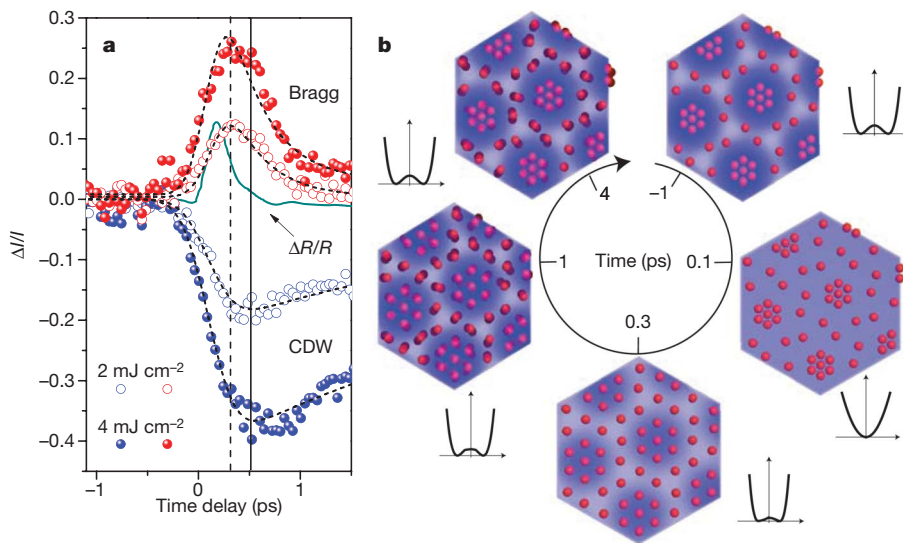 a
b
0.3
0.2
0.1
0.0
−0.1
−0.2
−0.3
−0.4
ΔI/I
Bragg
ΔR/R
CDW
2 mJ cm⁻²
4 mJ cm⁻²
−1
0
1
Time delay (ps)
4
−1
1
Time (ps)
0.1
0.3